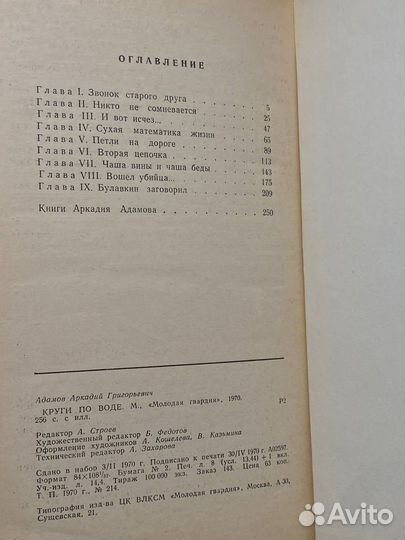 ОГЛАВЛЕНИЕ
Глава I. Звонок старого друга . . . . . . . 5
Глава II. Никто не сомневается . . . . . . . 25
Глава III. И вот исчез... . . . . . . . 47
Глава IV. Сухая математика жизни . . . . . 65
Глава V. Петли на дороге . . . . . . . 89
Глава VI. Вторая цепочка . . . . . . . 113
Глава VII. Чаша вины и чаша беды . . . . . 143
Глава VIII. Вошел убийца... . . . . . . . 175
Глава IX. Булавкин заговорил . . . . . . 209
Книги Аркадия Адамова . . . . . . . . 250
Адамов Аркадий Григорьевич
КРУГИ ПО ВОДЕ. М., «Молодая гвардия», 1970.
256 с. с илл.
Р2
Редактор А. Строев
Художественный редактор Б. Федотов
Оформление художников А. Кошелева, В. Казьмина
Технический редактор А. Захарова
Сдано в набор 3/II 1970 г. Подписано к печати 30/IV 1970 г. А02597.
Формат 84×108¹/₃₂. Бумага № 2. Печ. л. 8 (усл. 13,44) + 1 вкл.
Уч.-изд. л. 14,4. Тираж 100 000 экз. Заказ 143. Цена 63 коп.
Т. П. 1970 г., № 214.
Типография изд-ва ЦК ВЛКСМ «Молодая гвардия», Москва, А 30,
Сущевская, 21.
Avito